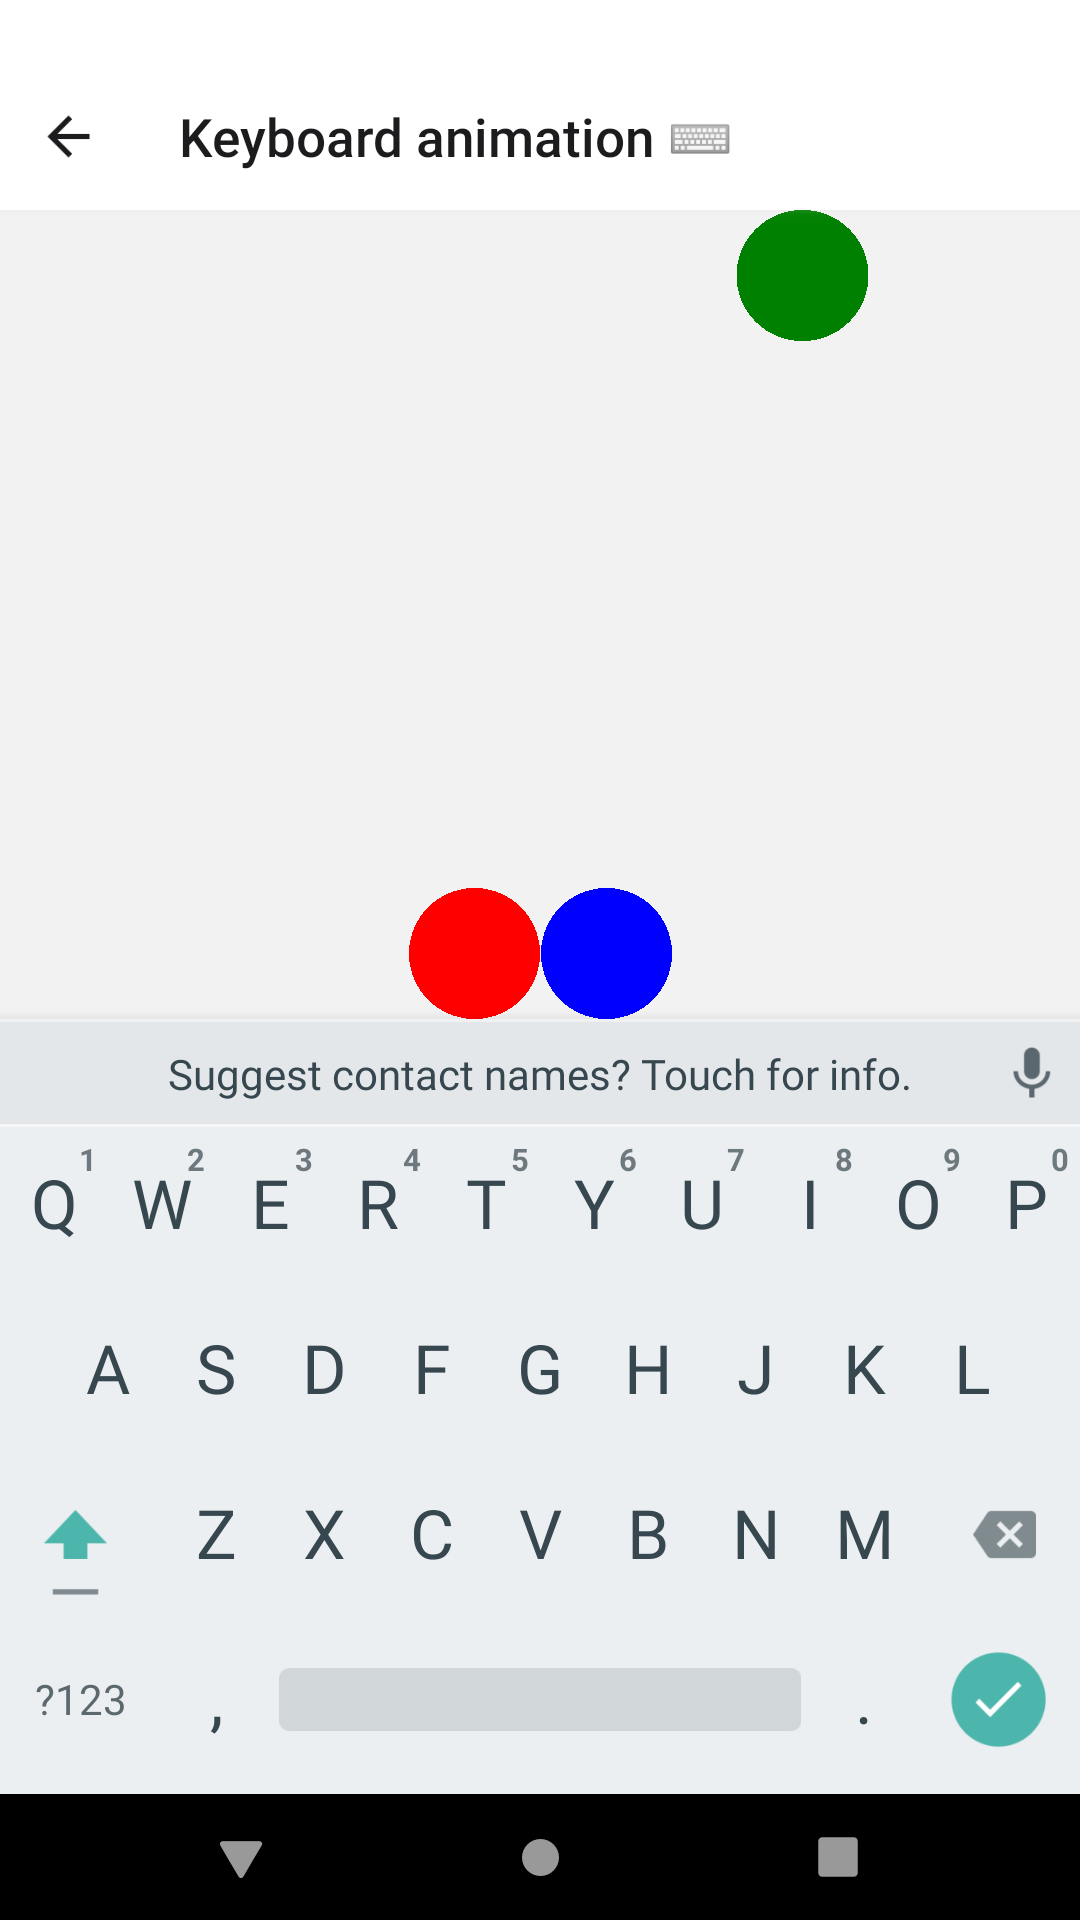 Keyboard animation ⌨️
Suggest contact names? Touch for info.
1 2 3 4 5 6 7 8 9 0
Q W E R T Y U I O P
A S D F G H J K L
Z X C V B N M
?123 , .